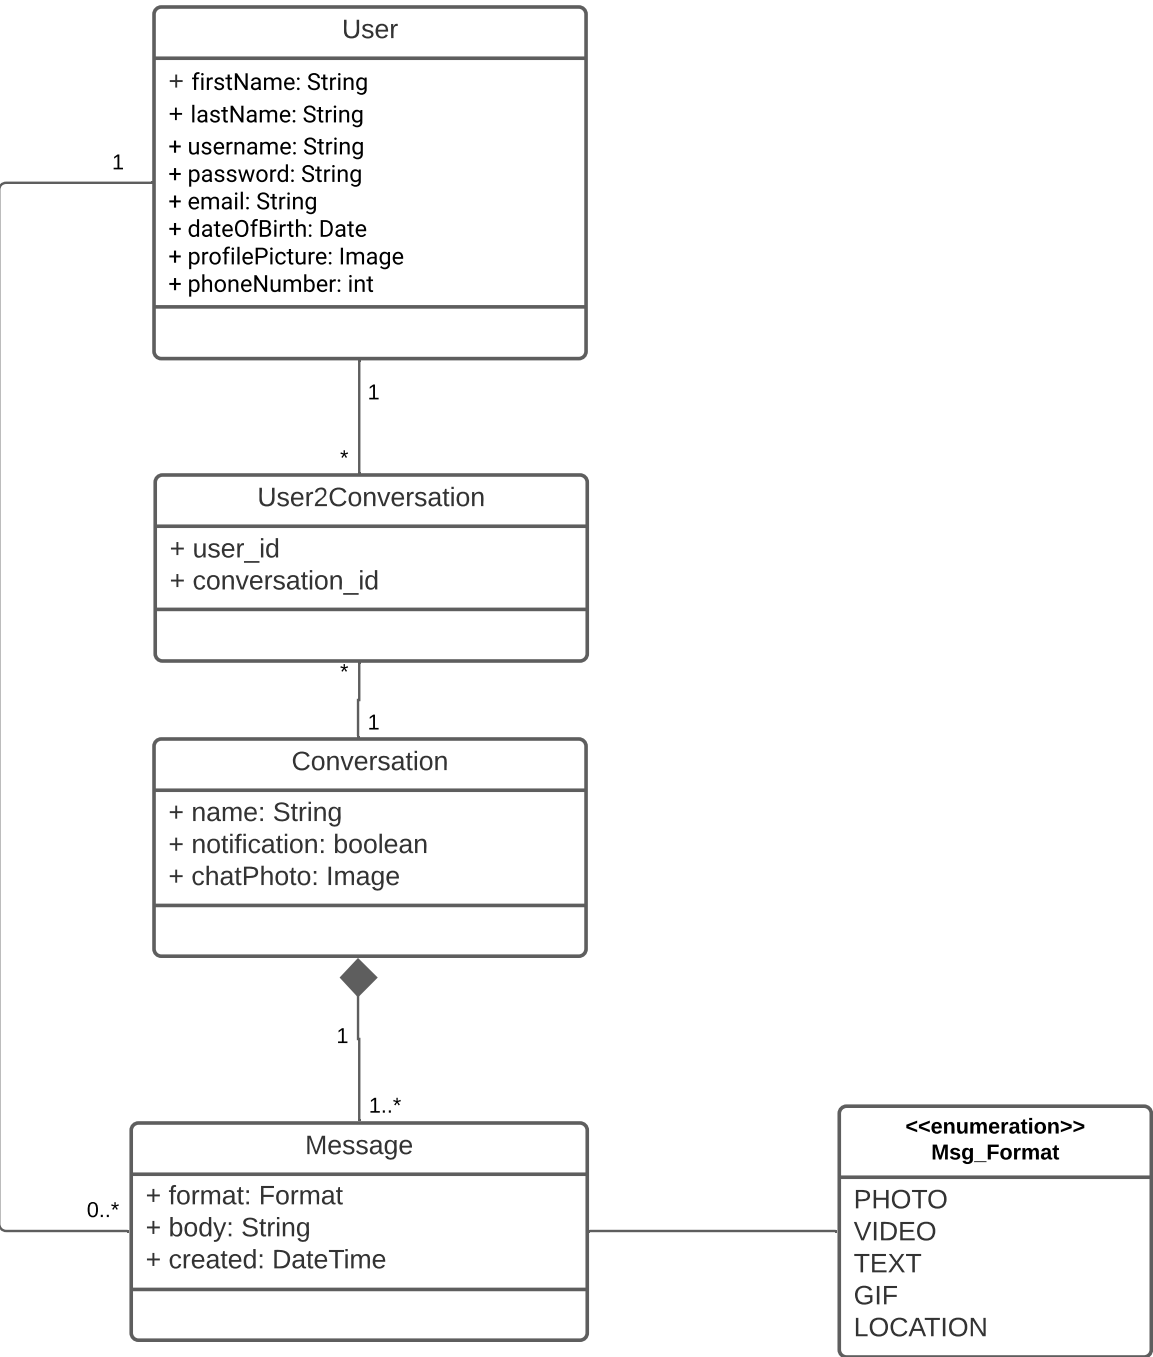 User
+ firstName: String
+ lastName: String
+ username: String
+ password: String
+ email: String
+ dateOfBirth: Date
+ profilePicture: Image
+ phoneNumber: int
1
1
*
User2Conversation
+ user_id
+ conversation_id
*
1
Conversation
+ name: String
+ notification: boolean
+ chatPhoto: Image
1
1..*
Message
+ format: Format
+ body: String
+ created: DateTime
0..*
<<enumeration>>
Msg_Format
PHOTO
VIDEO
TEXT
GIF
LOCATION